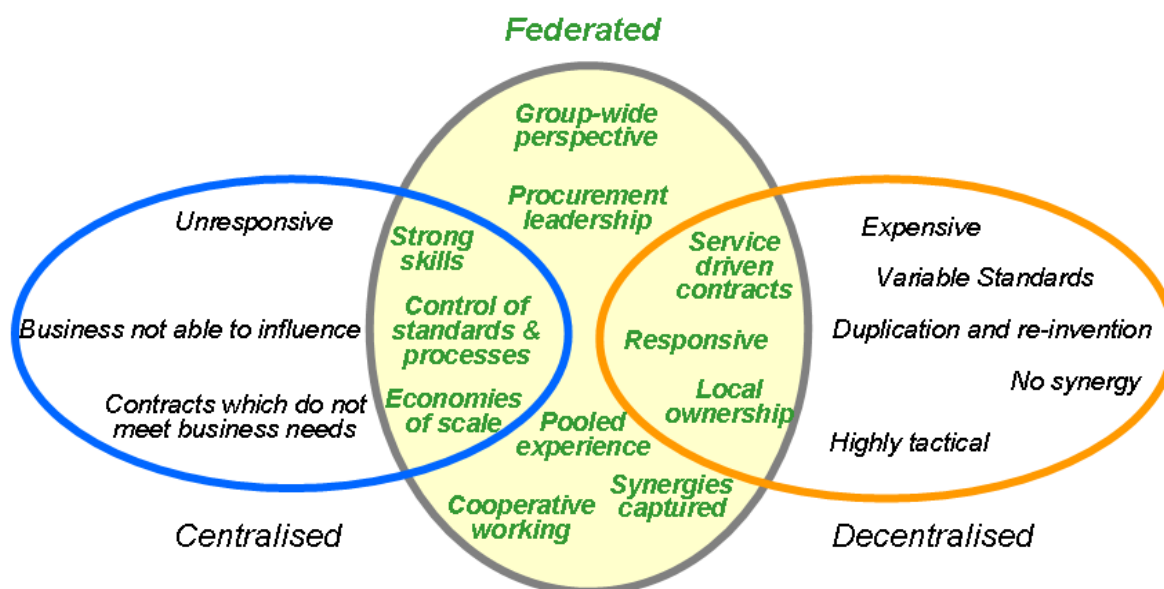 Federated
Group-wide
perspective
Procurement
leadership
Unresponsive
Strong
skills
Service
driven
contracts
Expensive
Variable Standards
Business not able to influence
Control of
standards &
processes
Responsive
Duplication and re-invention
No synergy
Contracts which do not
meet business needs
Economies
of scale
Local
ownership
Pooled
experience
Highly tactical
Cooperative
working
Synergies
captured
Centralised
Decentralised